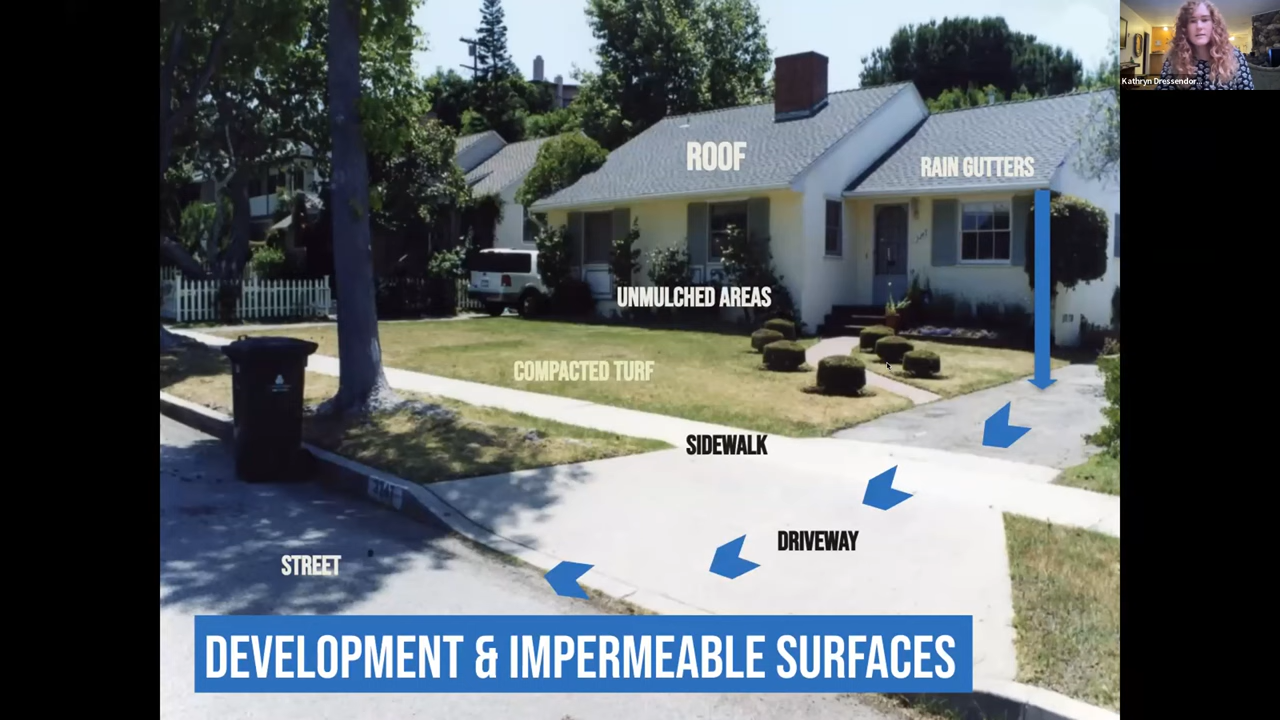 Kathryn Dressendor...
ROOF
RAIN GUTTERS
UNMULCHED AREAS
COMPACTED TURF
SIDEWALK
DRIVEWAY
STREET
DEVELOPMENT & IMPERMEABLE SURFACES